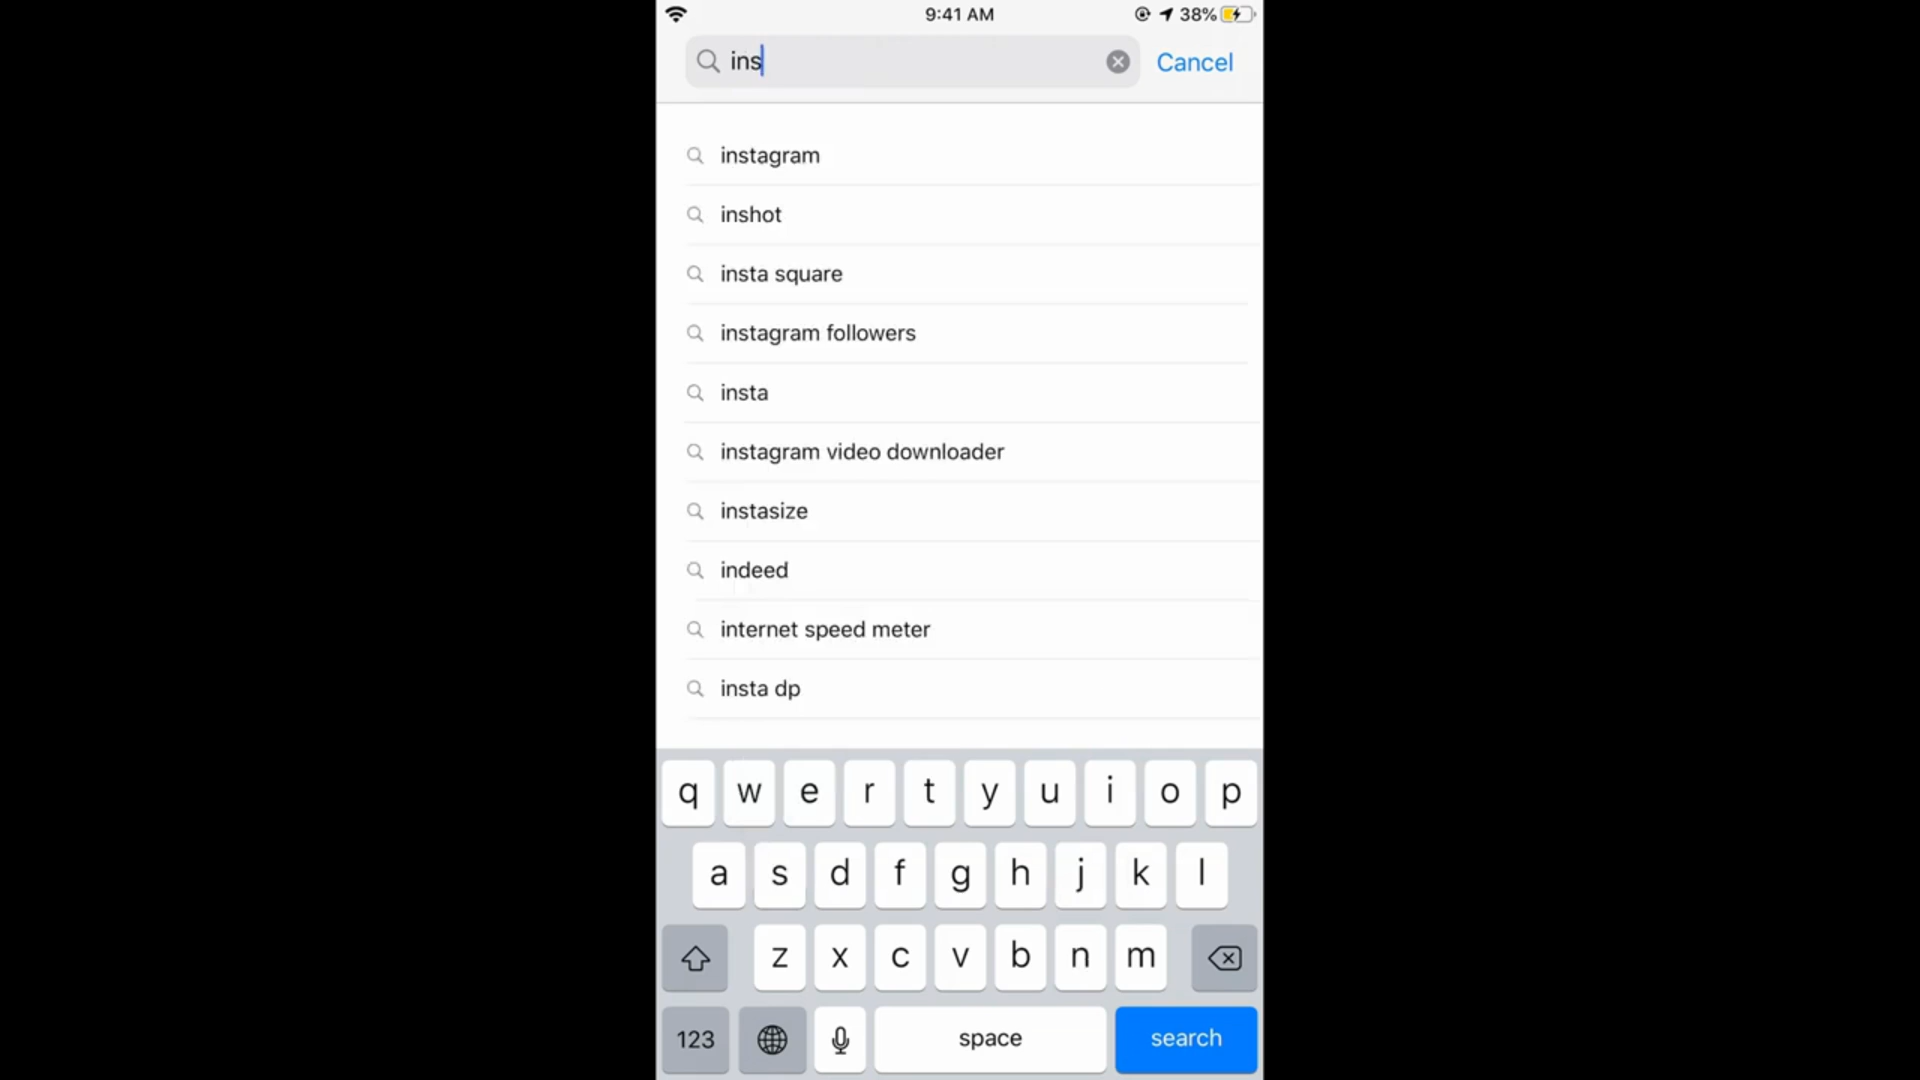 9:41 AM
38%
ins
Cancel
instagram
inshot
insta square
instagram followers
insta
instagram video downloader
instasize
indeed
internet speed meter
insta dp
q w e r t y u i o p
a s d f g h j k l
z x c v b n m
123 space search